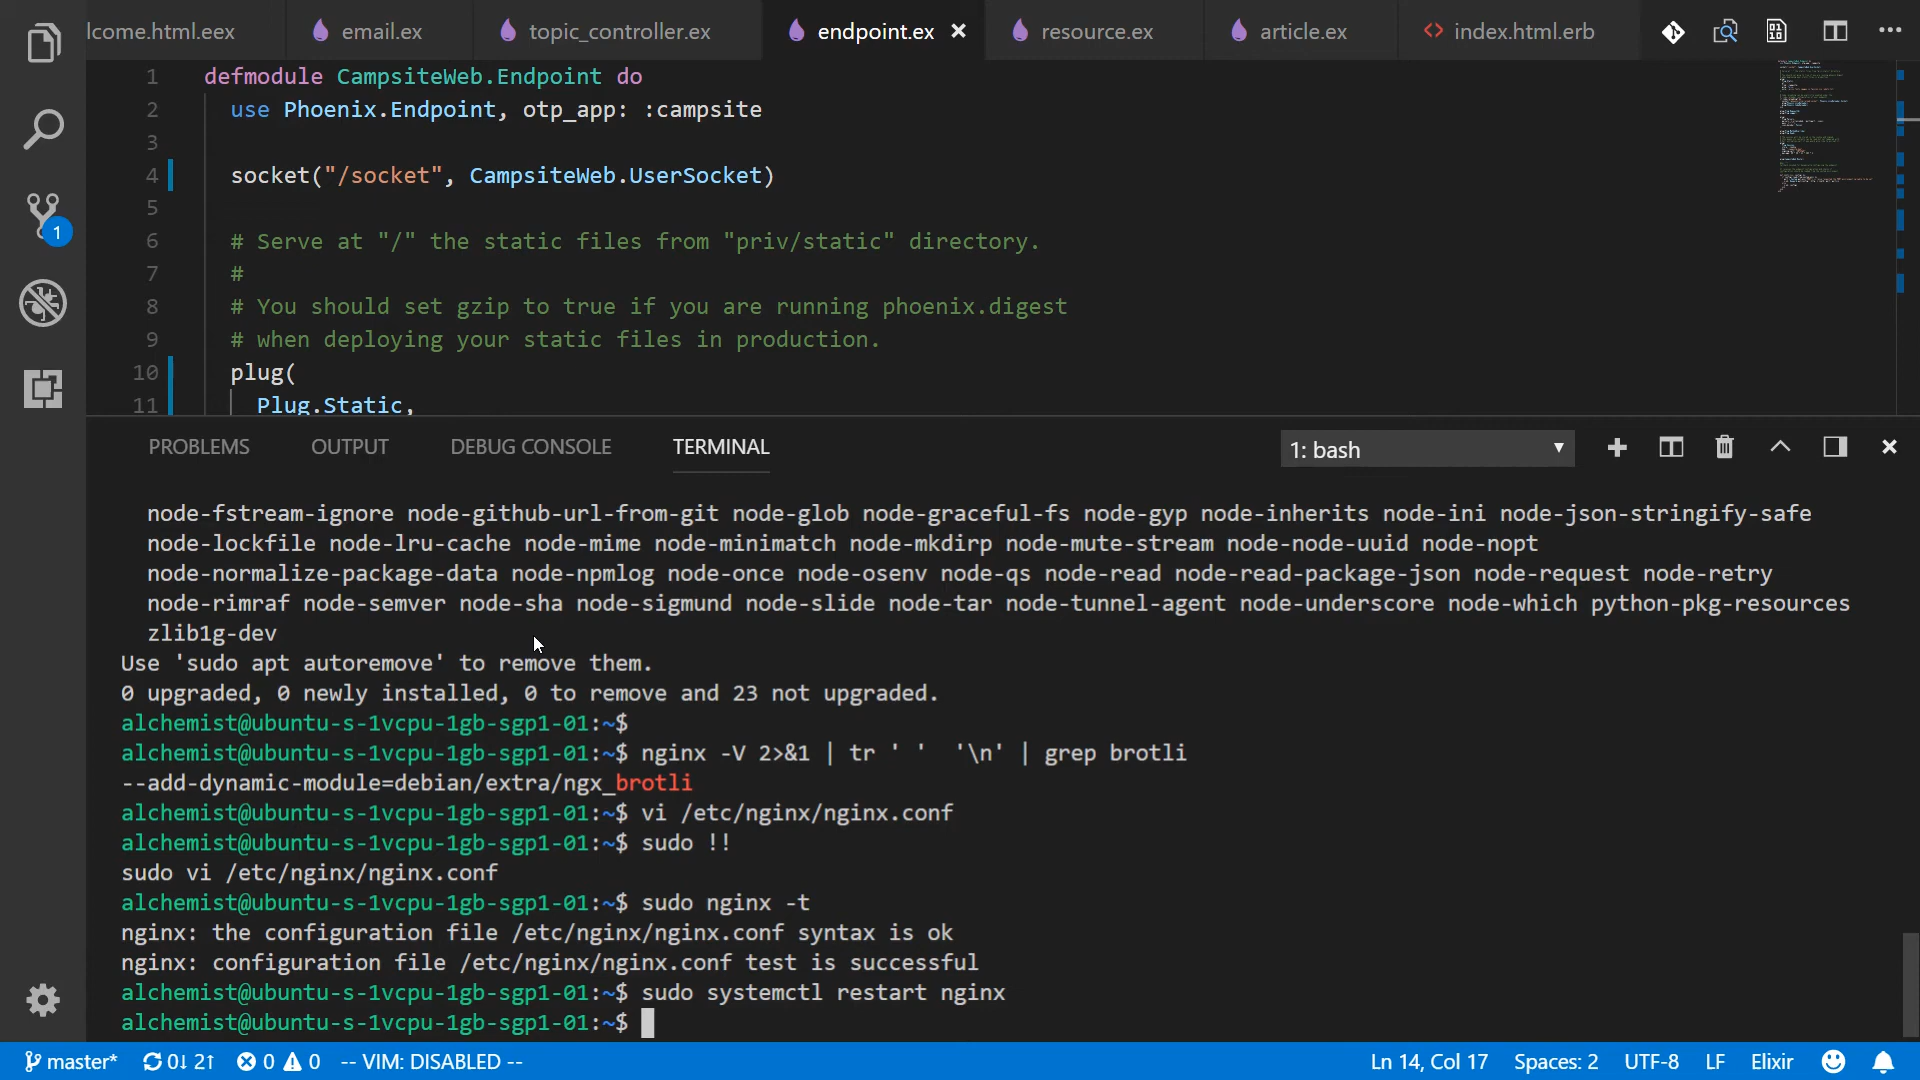 lcome.html.eex email.ex topic_controller.ex endpoint.ex resource.ex article.ex index.html.erb
1 defmodule CampsiteWeb.Endpoint do
2 use Phoenix.Endpoint, otp_app: :campsite
3
4 socket("/socket", CampsiteWeb.UserSocket)
5
6 # Serve at "/" the static files from "priv/static" directory.
7 #
8 # You should set gzip to true if you are running phoenix.digest
9 # when deploying your static files in production.
10 plug(
11 Plug.Static,
1
PROBLEMS OUTPUT DEBUG CONSOLE TERMINAL 1: bash
node-fstream-ignore node-github-url-from-git node-glob node-graceful-fs node-gyp node-inherits node-ini node-json-stringify-safe
node-lockfile node-lru-cache node-mime node-minimatch node-mkdirp node-mute-stream node-node-uuid node-nopt
node-normalize-package-data node-npmlog node-once node-osenv node-qs node-read node-read-package-json node-request node-retry
node-rimraf node-semver node-sha node-sigmund node-slide node-tar node-tunnel-agent node-underscore node-which python-pkg-resources
zlib1g-dev
Use 'sudo apt autoremove' to remove them.
0 upgraded, 0 newly installed, 0 to remove and 23 not upgraded.
alchemist@ubuntu-s-1vcpu-1gb-sgp1-01:~$
alchemist@ubuntu-s-1vcpu-1gb-sgp1-01:~$ nginx -V 2>&1 | tr ' '  '\n' | grep brotli
--add-dynamic-module=debian/extra/ngx_brotli
alchemist@ubuntu-s-1vcpu-1gb-sgp1-01:~$ vi /etc/nginx/nginx.conf
alchemist@ubuntu-s-1vcpu-1gb-sgp1-01:~$ sudo !!
sudo vi /etc/nginx/nginx.conf
alchemist@ubuntu-s-1vcpu-1gb-sgp1-01:~$ sudo nginx -t
nginx: the configuration file /etc/nginx/nginx.conf syntax is ok
nginx: configuration file /etc/nginx/nginx.conf test is successful
alchemist@ubuntu-s-1vcpu-1gb-sgp1-01:~$ sudo systemctl restart nginx
alchemist@ubuntu-s-1vcpu-1gb-sgp1-01:~$
master* 0↓ 2↑ 0 0 -- VIM: DISABLED -- Ln 14, Col 17 Spaces: 2 UTF-8 LF Elixir